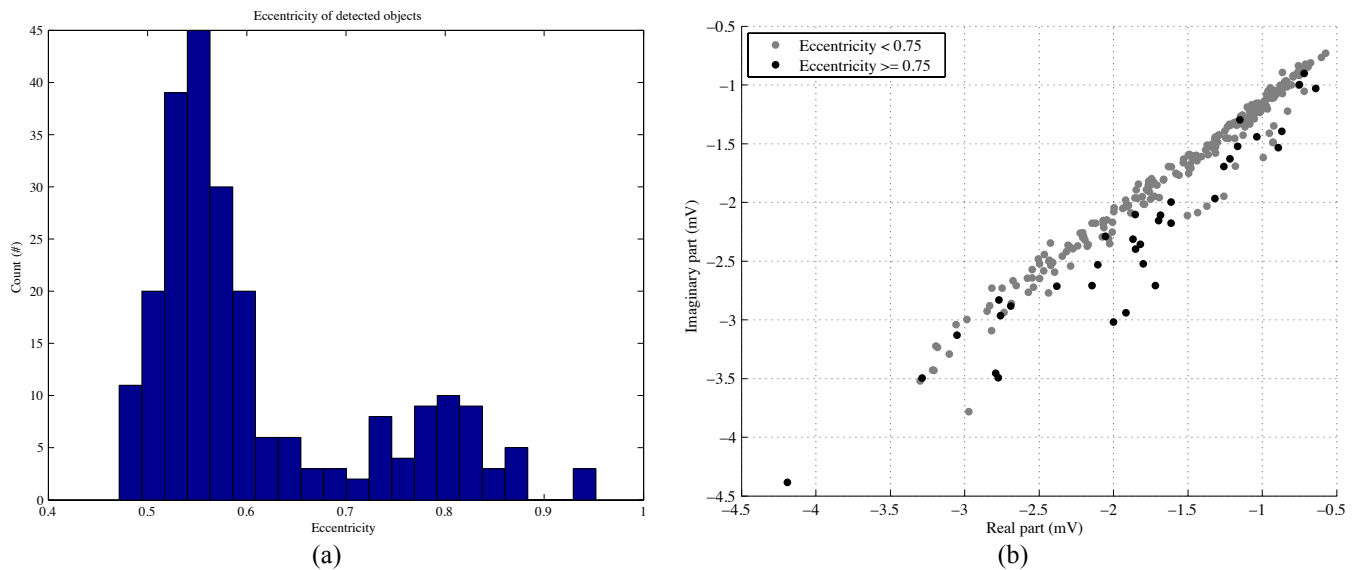 Eccentricity of detected objects
45
40
35
30
25
20
15
10
5
0
Count (#)
0.4 0.5 0.6 0.7 0.8 0.9 1
Eccentricity
(a)
Eccentricity < 0.75
Eccentricity >= 0.75
−0.5
−1
−1.5
−2
−2.5
−3
−3.5
−4
−4.5
Imaginary part (mV)
−4.5 −4 −3.5 −3 −2.5 −2 −1.5 −1 −0.5
Real part (mV)
(b)